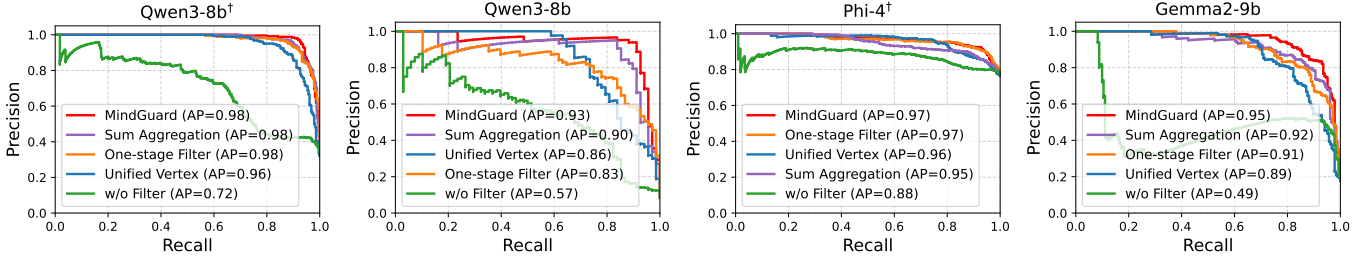 Qwen3-8b†
Precision
1.0
0.8
0.6
0.4
0.2
0.0
MindGuard (AP=0.98)
Sum Aggregation (AP=0.98)
One-stage Filter (AP=0.98)
Unified Vertex (AP=0.96)
w/o Filter (AP=0.72)
0.0 0.2 0.4 0.6 0.8 1.0
Recall
Qwen3-8b
Precision
1.0
0.8
0.6
0.4
0.2
0.0
MindGuard (AP=0.93)
Sum Aggregation (AP=0.90)
Unified Vertex (AP=0.86)
One-stage Filter (AP=0.83)
w/o Filter (AP=0.57)
0.0 0.2 0.4 0.6 0.8 1.0
Recall
Phi-4†
Precision
1.0
0.8
0.6
0.4
0.2
0.0
MindGuard (AP=0.97)
One-stage Filter (AP=0.97)
Unified Vertex (AP=0.96)
Sum Aggregation (AP=0.95)
w/o Filter (AP=0.88)
0.0 0.2 0.4 0.6 0.8 1.0
Recall
Gemma2-9b
Precision
1.0
0.8
0.6
0.4
0.2
0.0
MindGuard (AP=0.95)
Sum Aggregation (AP=0.92)
One-stage Filter (AP=0.91)
Unified Vertex (AP=0.89)
w/o Filter (AP=0.49)
0.0 0.2 0.4 0.6 0.8 1.0
Recall